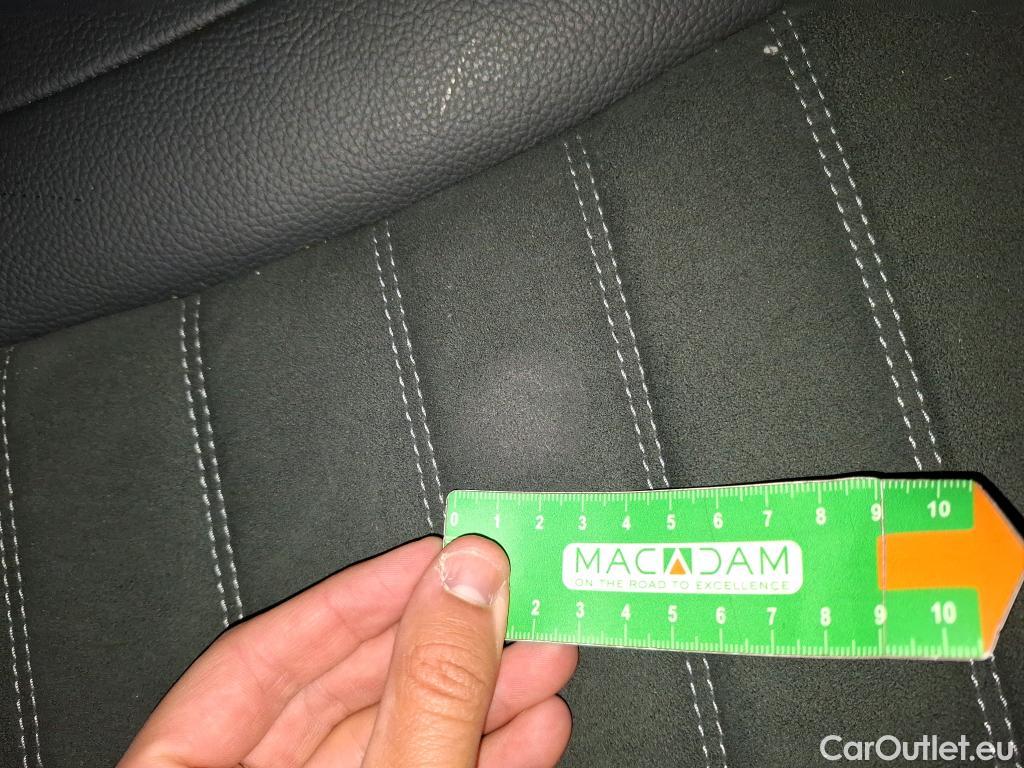 0 1 2 3 4 5 6 7 8 9 10
MACADAM
ON THE ROAD TO EXCELLENCE
2 3 4 5 6 7 8 9 10
CarOutlet.eu